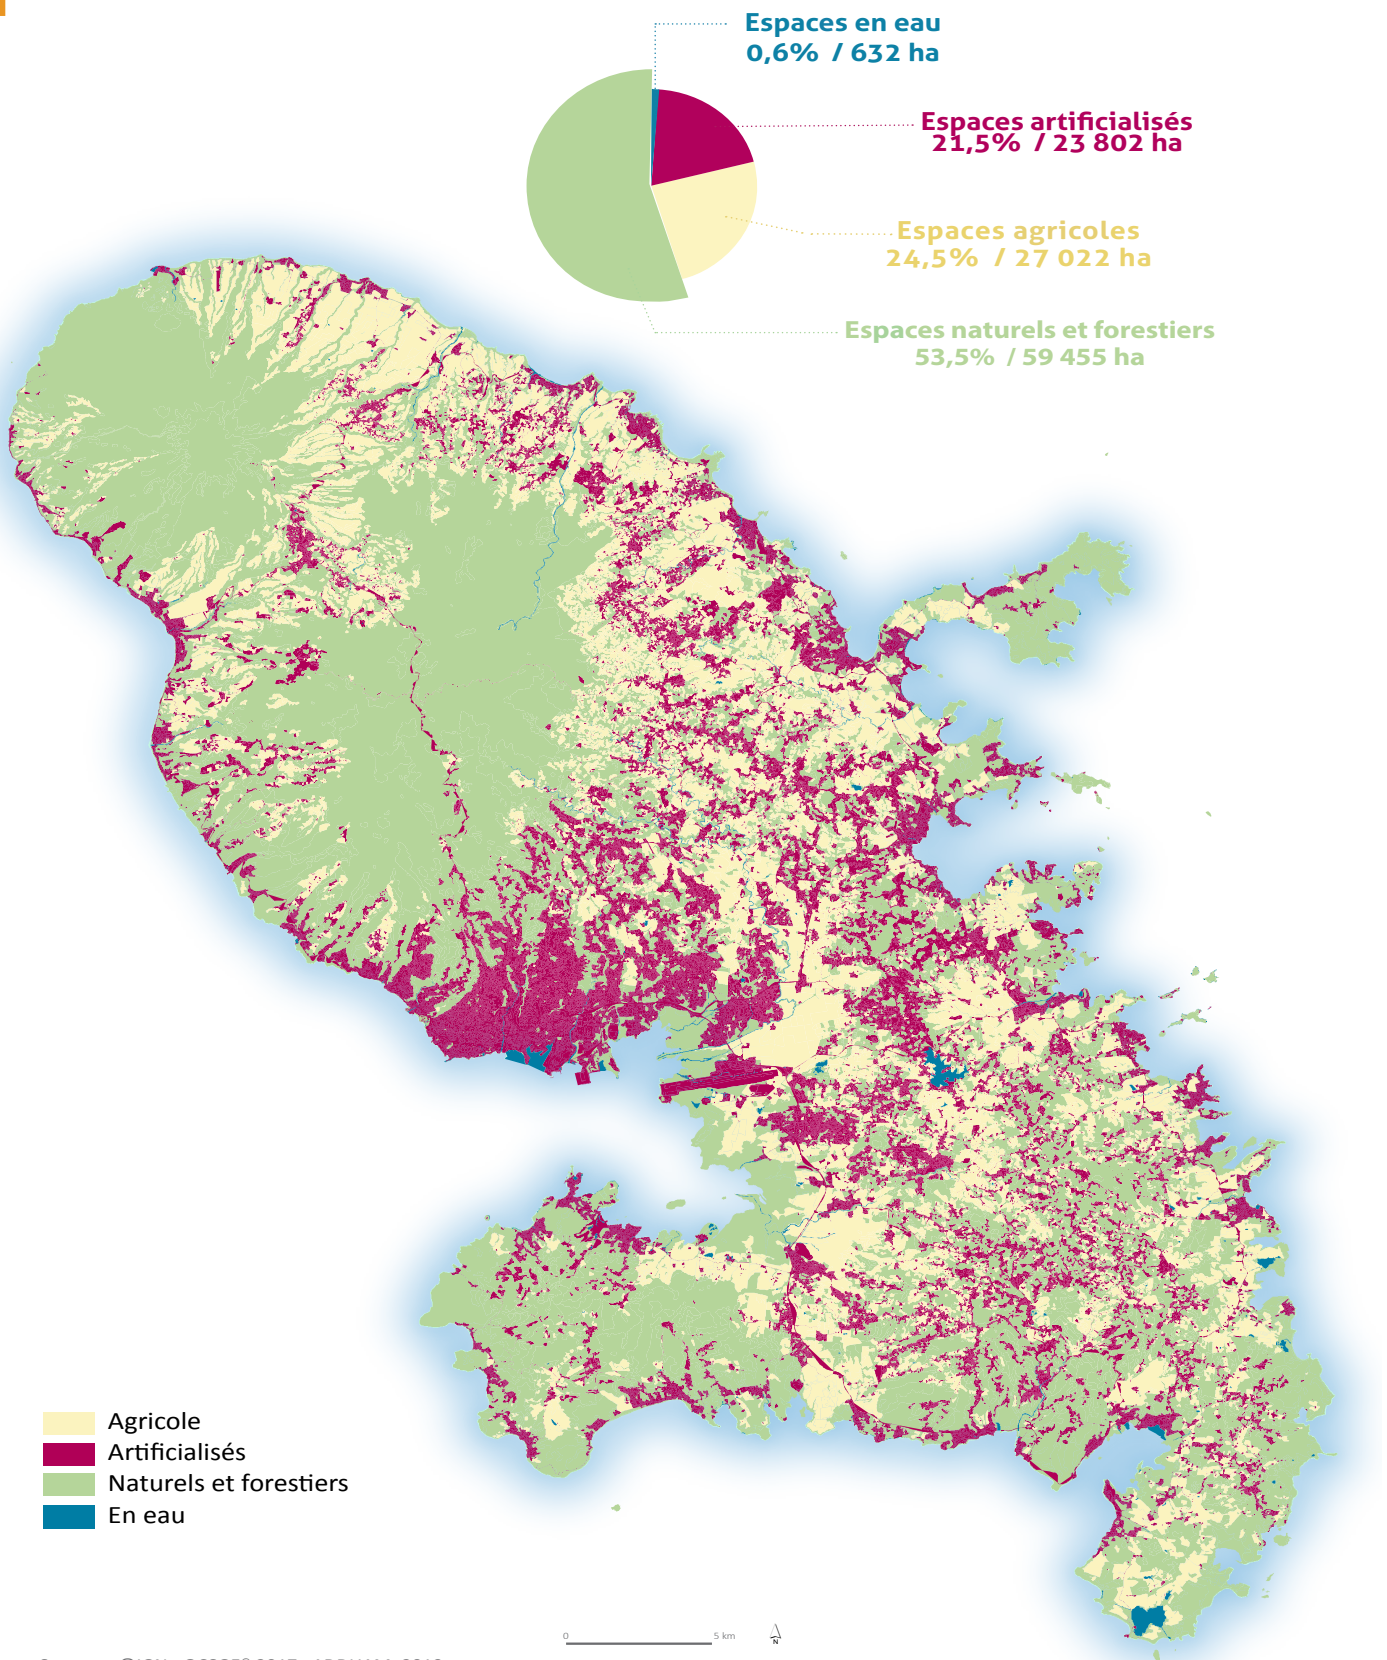 Espaces en eau
0,6% / 632 ha
Espaces artificialisés
21,5% / 23 802 ha
Espaces agricoles
24,5% / 27 022 ha
Espaces naturels et forestiers
53,5% / 59 455 ha
Agricole
Artificialisés
Naturels et forestiers
En eau
0 5 km
N